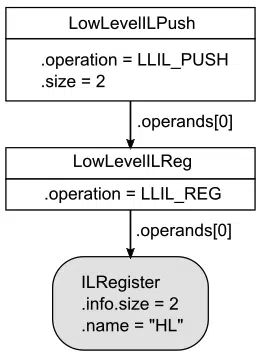 LowLevelILPush
.operation = LLIL_PUSH
.size = 2
.operands[0]
LowLevelILReg
.operation = LLIL_REG
.operands[0]
ILRegister
.info.size = 2
.name = "HL"